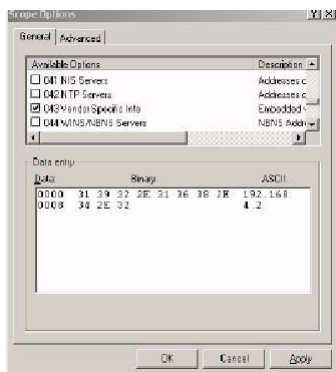 Scope Options
General Advanced
Available Options Description
041 NIS Servers Addresses o
042 NTP Servers Addresses o
043 Vendor Specific Info Embedded v
044 WINS/NBNS Servers NBNS Addr
Data entry
Data: Binary: ASCII:
0000 31 39 32 2E 31 36 38 2E 192.168.
0008 34 2E 32 4.2
OK Cancel Apply